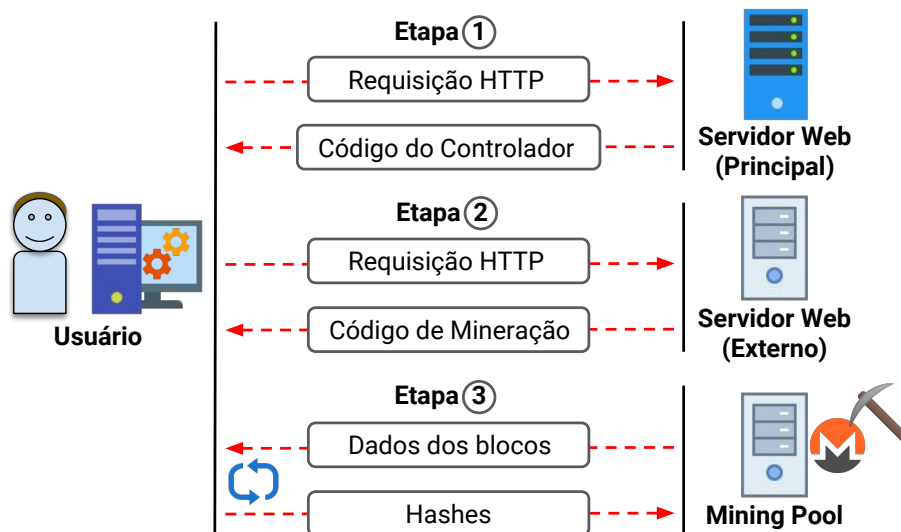 Etapa 1
Requisição HTTP
Código do Controlador
Servidor Web
(Principal)
Etapa 2
Requisição HTTP
Código de Mineração
Servidor Web
(Externo)
Usuário
Etapa 3
Dados dos blocos
Hashes
Mining Pool